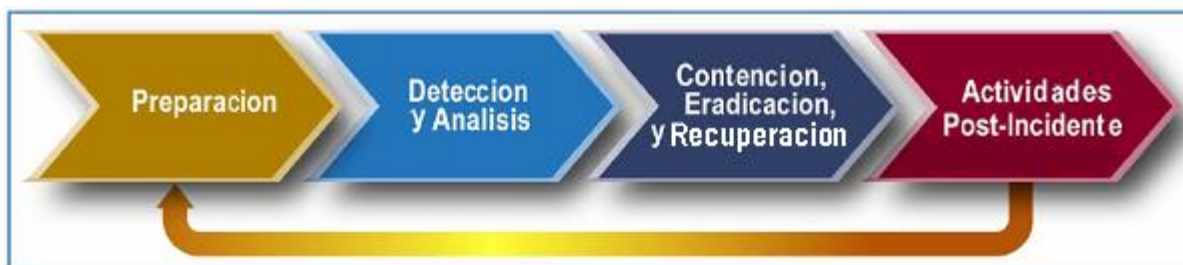 Preparacion
Deteccion
y Analisis
Contencion,
Eradicacion,
y Recuperacion
Actividades
Post-Incidente